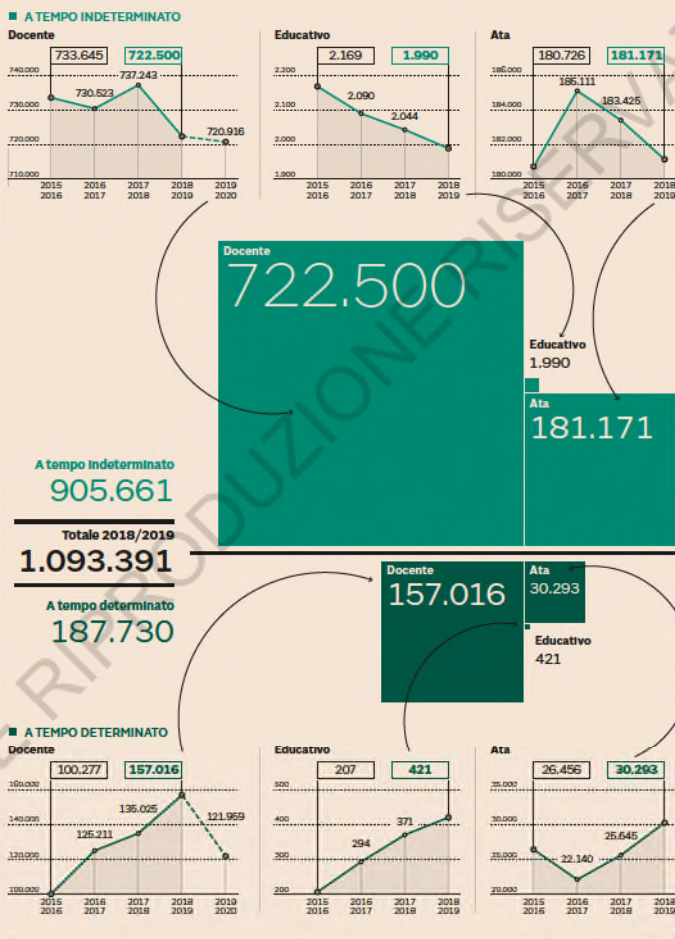 A TEMPO INDETERMINATO
Docente
733.645 722.500
740.000
737.243
730.523
730.000
720.916
720.000
710.000
2015 2016 2017 2018 2019
2016 2017 2018 2019 2020
Educativo
2.169 1.990
2.200
2.090
2.100
2.044
2.000
1.900
2015 2016 2017 2018
2016 2017 2018 2019
Ata
180.726 181.171
186.000
185.111
184.000
183.425
182.000
180.000
2015 2016 2017 2018
2016 2017 2018 2019
Docente
722.500
Educativo
1.990
Ata
181.171
A tempo indeterminato
905.661
Totale 2018/2019
1.093.391
A tempo determinato
187.730
Docente
157.016
Ata
30.293
Educativo
421
A TEMPO DETERMINATO
Docente
100.277 157.016
160.000
135.025
121.959
140.000
125.211
120.000
100.000
2015 2016 2017 2018 2019
2016 2017 2018 2019 2020
Educativo
207 421
500
400
371
294
300
200
2015 2016 2017 2018
2016 2017 2018 2019
Ata
26.456 30.293
35.000
30.000
25.645
22.140
25.000
20.000
2015 2016 2017 2018
2016 2017 2018 2019
RIPRODUZIONE RISERVAT